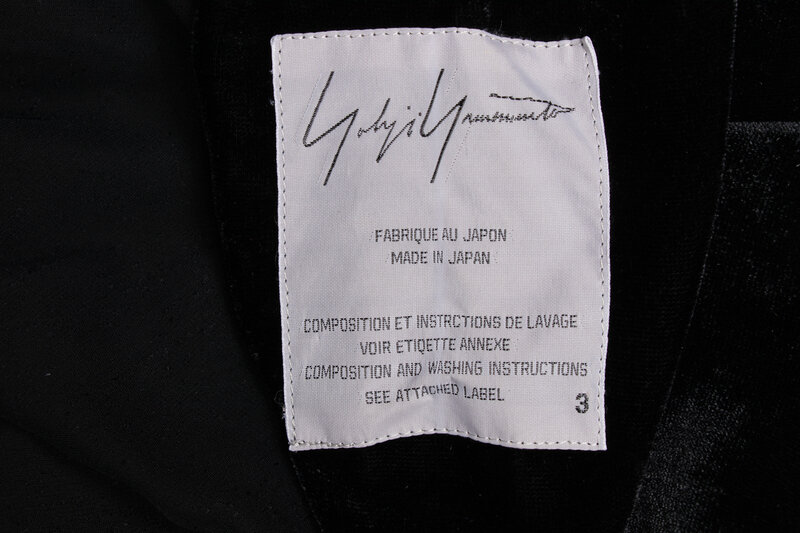 Yohji Yamamoto
FABRIQUE AU JAPON
MADE IN JAPAN
COMPOSITION ET INSTRCTIONS DE LAVAGE
VOIR ETIQETTE ANNEXE
COMPOSITION AND WASHING INSTRUCTIONS
SEE ATTACHED LABEL
3